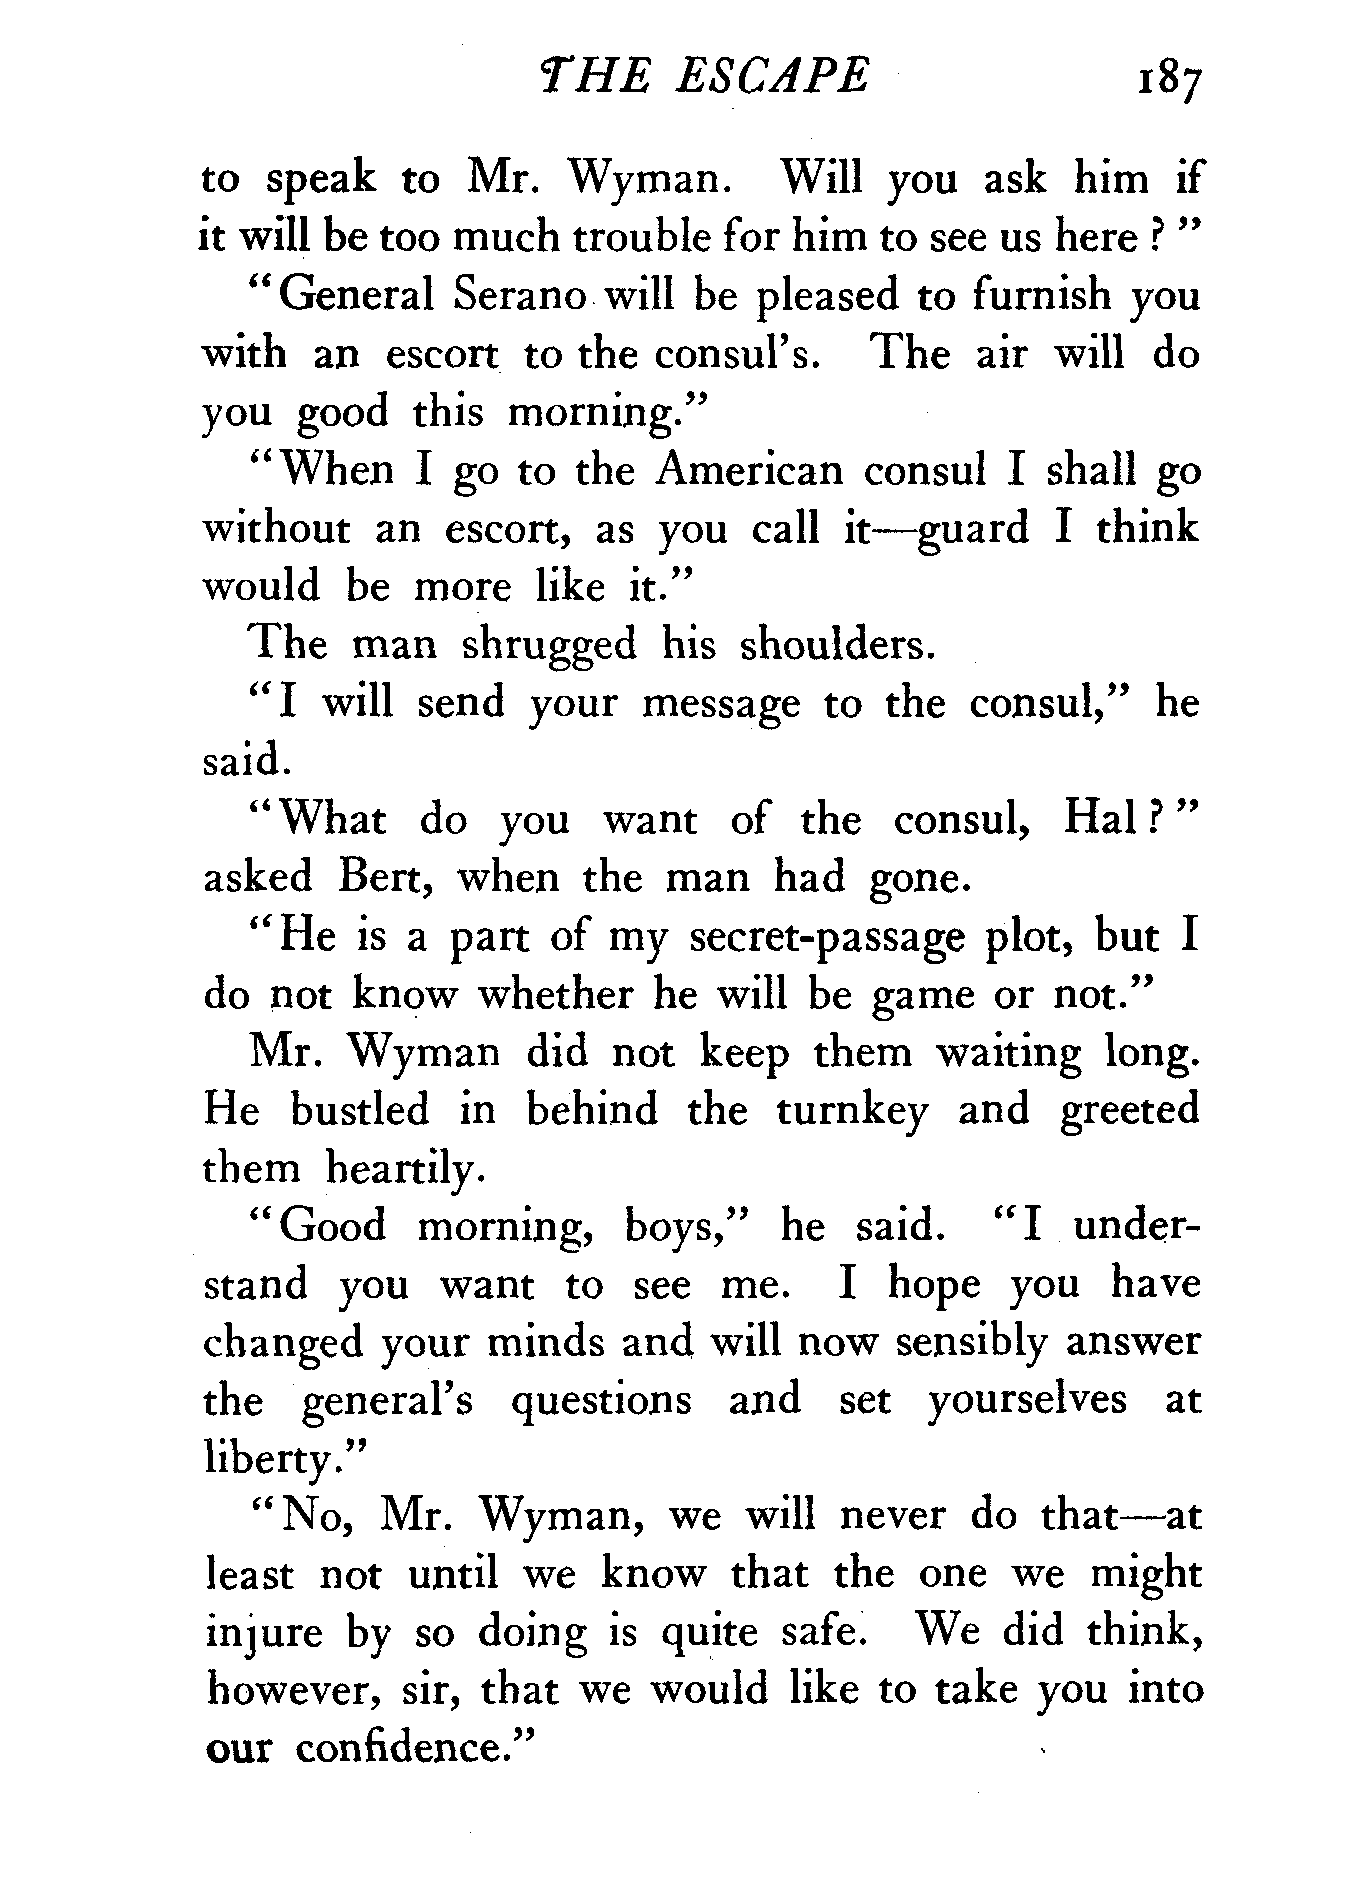 THE ESCAPE 187
to speak to Mr. Wyman. Will you ask him if
it will be too much trouble for him to see us here ? ”
“General Serano will be pleased to furnish you
with an escort to the consul’s. The air will do
you good this morning.”
“When I go to the American consul I shall go
without an escort, as you call it—guard I think
would be more like it.”
The man shrugged his shoulders.
“I will send your message to the consul,” he
said.
“What do you want of the consul, Hal ? ”
asked Bert, when the man had gone.
“He is a part of my secret-passage plot, but I
do not know whether he will be game or not.”
Mr. Wyman did not keep them waiting long.
He bustled in behind the turnkey and greeted
them heartily.
“Good morning, boys,” he said. “I under-
stand you want to see me. I hope you have
changed your minds and will now sensibly answer
the general’s questions and set yourselves at
liberty.”
“No, Mr. Wyman, we will never do that—at
least not until we know that the one we might
injure by so doing is quite safe. We did think,
however, sir, that we would like to take you into
our confidence.”